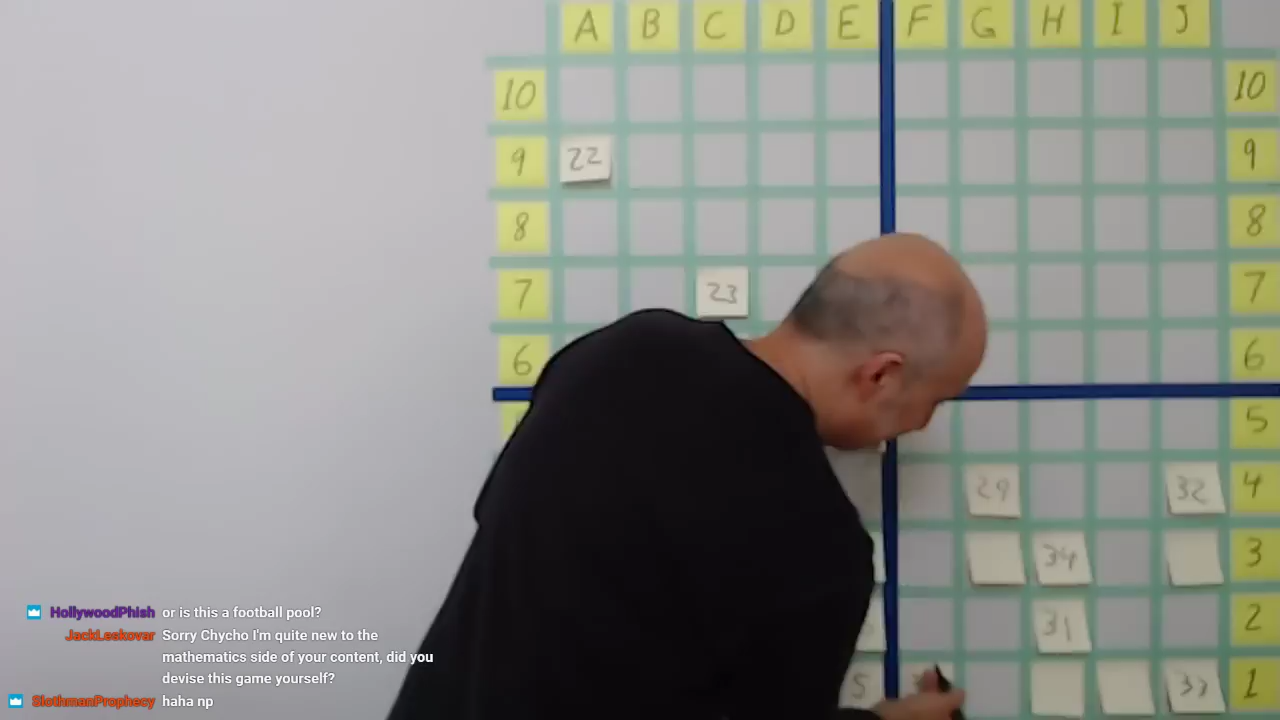 A B C D E F G H I J
10 10
9 22 9
8 8
7 23 7
6 6
5
29 32 4
34 3
31 2
5 1
HollywoodPhish or is this a football pool?
JackLeskovar Sorry Chycho I'm quite new to the
mathematics side of your content, did you
devise this game yourself?
SlothmanProphecy haha np